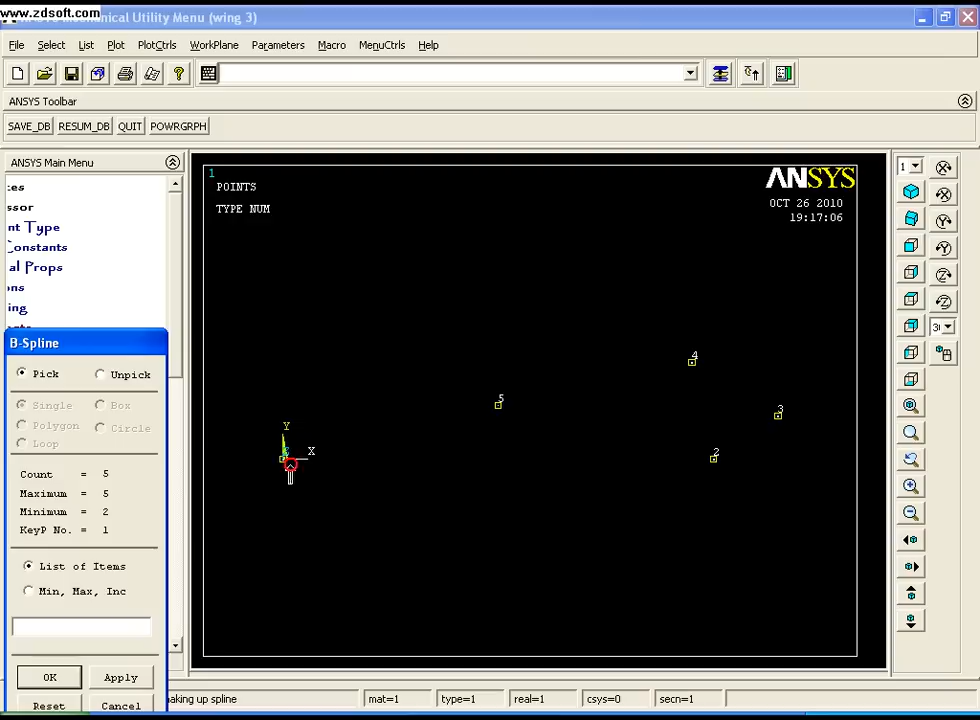 www.zdsoft.com
Utility Menu (wing 3)
File Select List Plot PlotCtrls WorkPlane Parameters Macro MenuCtrls Help
ANSYS Toolbar
SAVE_DB RESUM_DB QUIT POWRGRPH
ANSYS Main Menu
ces
ssor
nt Type
Constants
al Props
ons
ing
B-Spline
Pick Unpick
Single Box
Polygon Circle
Loop
Count = 5
Maximum = 5
Minimum = 2
KeyP No. = 1
List of Items
Min, Max, Inc
OK Apply
Reset Cancel
1
POINTS
TYPE NUM
ANSYS
OCT 26 2010
19:17:06
4
5
3
Y
X
2
1
3
aking up spline mat=1 type=1 real=1 csys=0 secn=1